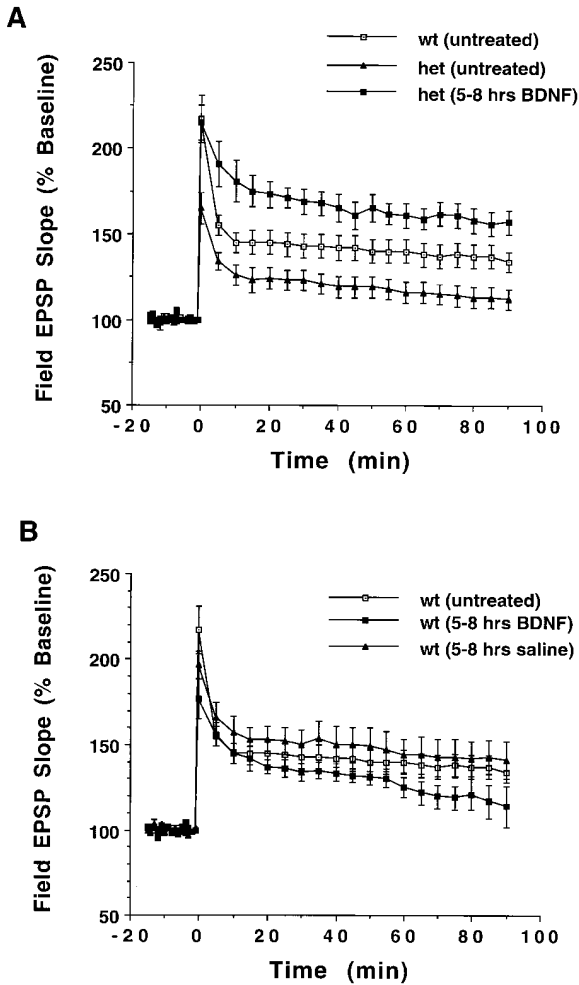 A
wt (untreated)
het (untreated)
het (5-8 hrs BDNF)
Field EPSP Slope (% Baseline)
250
200
150
100
50
-20 0 20 40 60 80 100
Time (min)
B
wt (untreated)
wt (5-8 hrs BDNF)
wt (5-8 hrs saline)
Field EPSP Slope (% Baseline)
250
200
150
100
50
-20 0 20 40 60 80 100
Time (min)